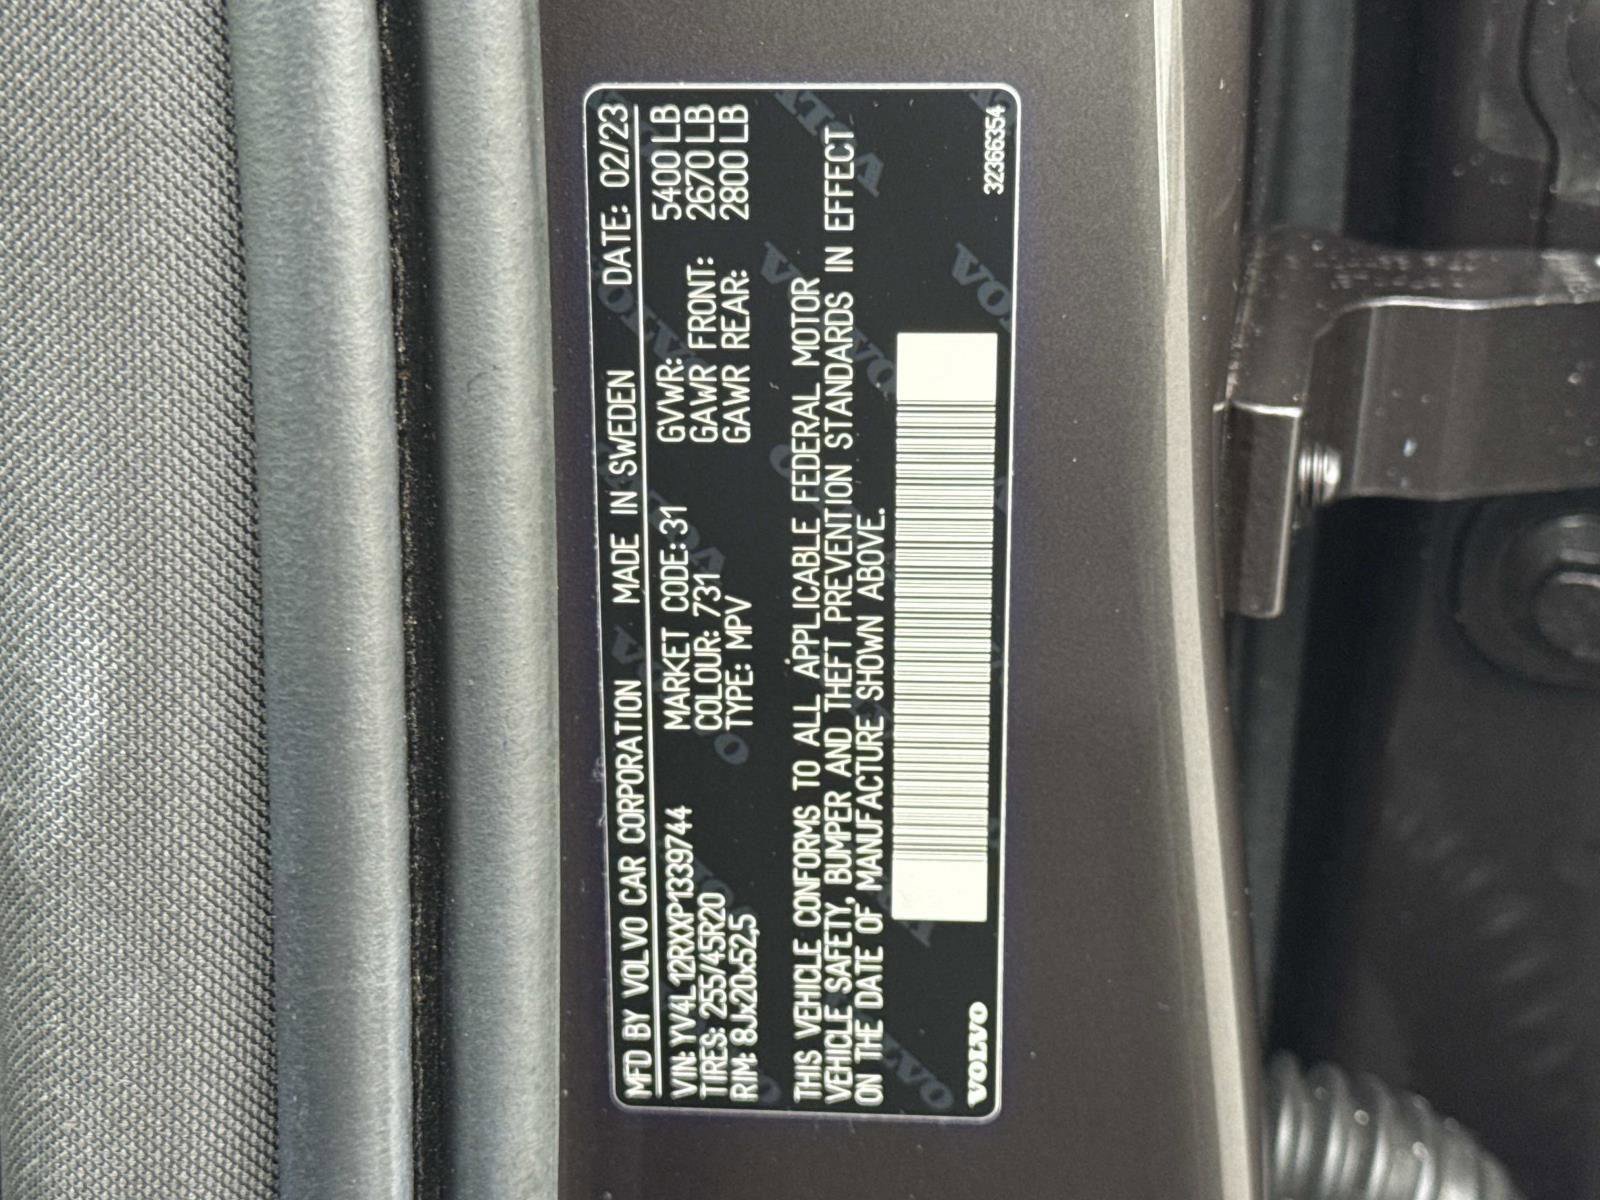 MFD BY VOLVO CAR CORPORATION MADE IN SWEDEN DATE: 02/23
VIN: YV4L12RXXP1339744 MARKET CODE: 31 GVWR: 5400 LB
TIRES: 255/45R20 COLOUR: 731 GAWR FRONT: 2670 LB
RIM: 8Jx20x52,5 TYPE: MPV GAWR REAR: 2800 LB
THIS VEHICLE CONFORMS TO ALL APPLICABLE FEDERAL MOTOR
VEHICLE SAFETY, BUMPER AND THEFT PREVENTION STANDARDS IN EFFECT
ON THE DATE OF MANUFACTURE SHOWN ABOVE.
VOLVO 32366354